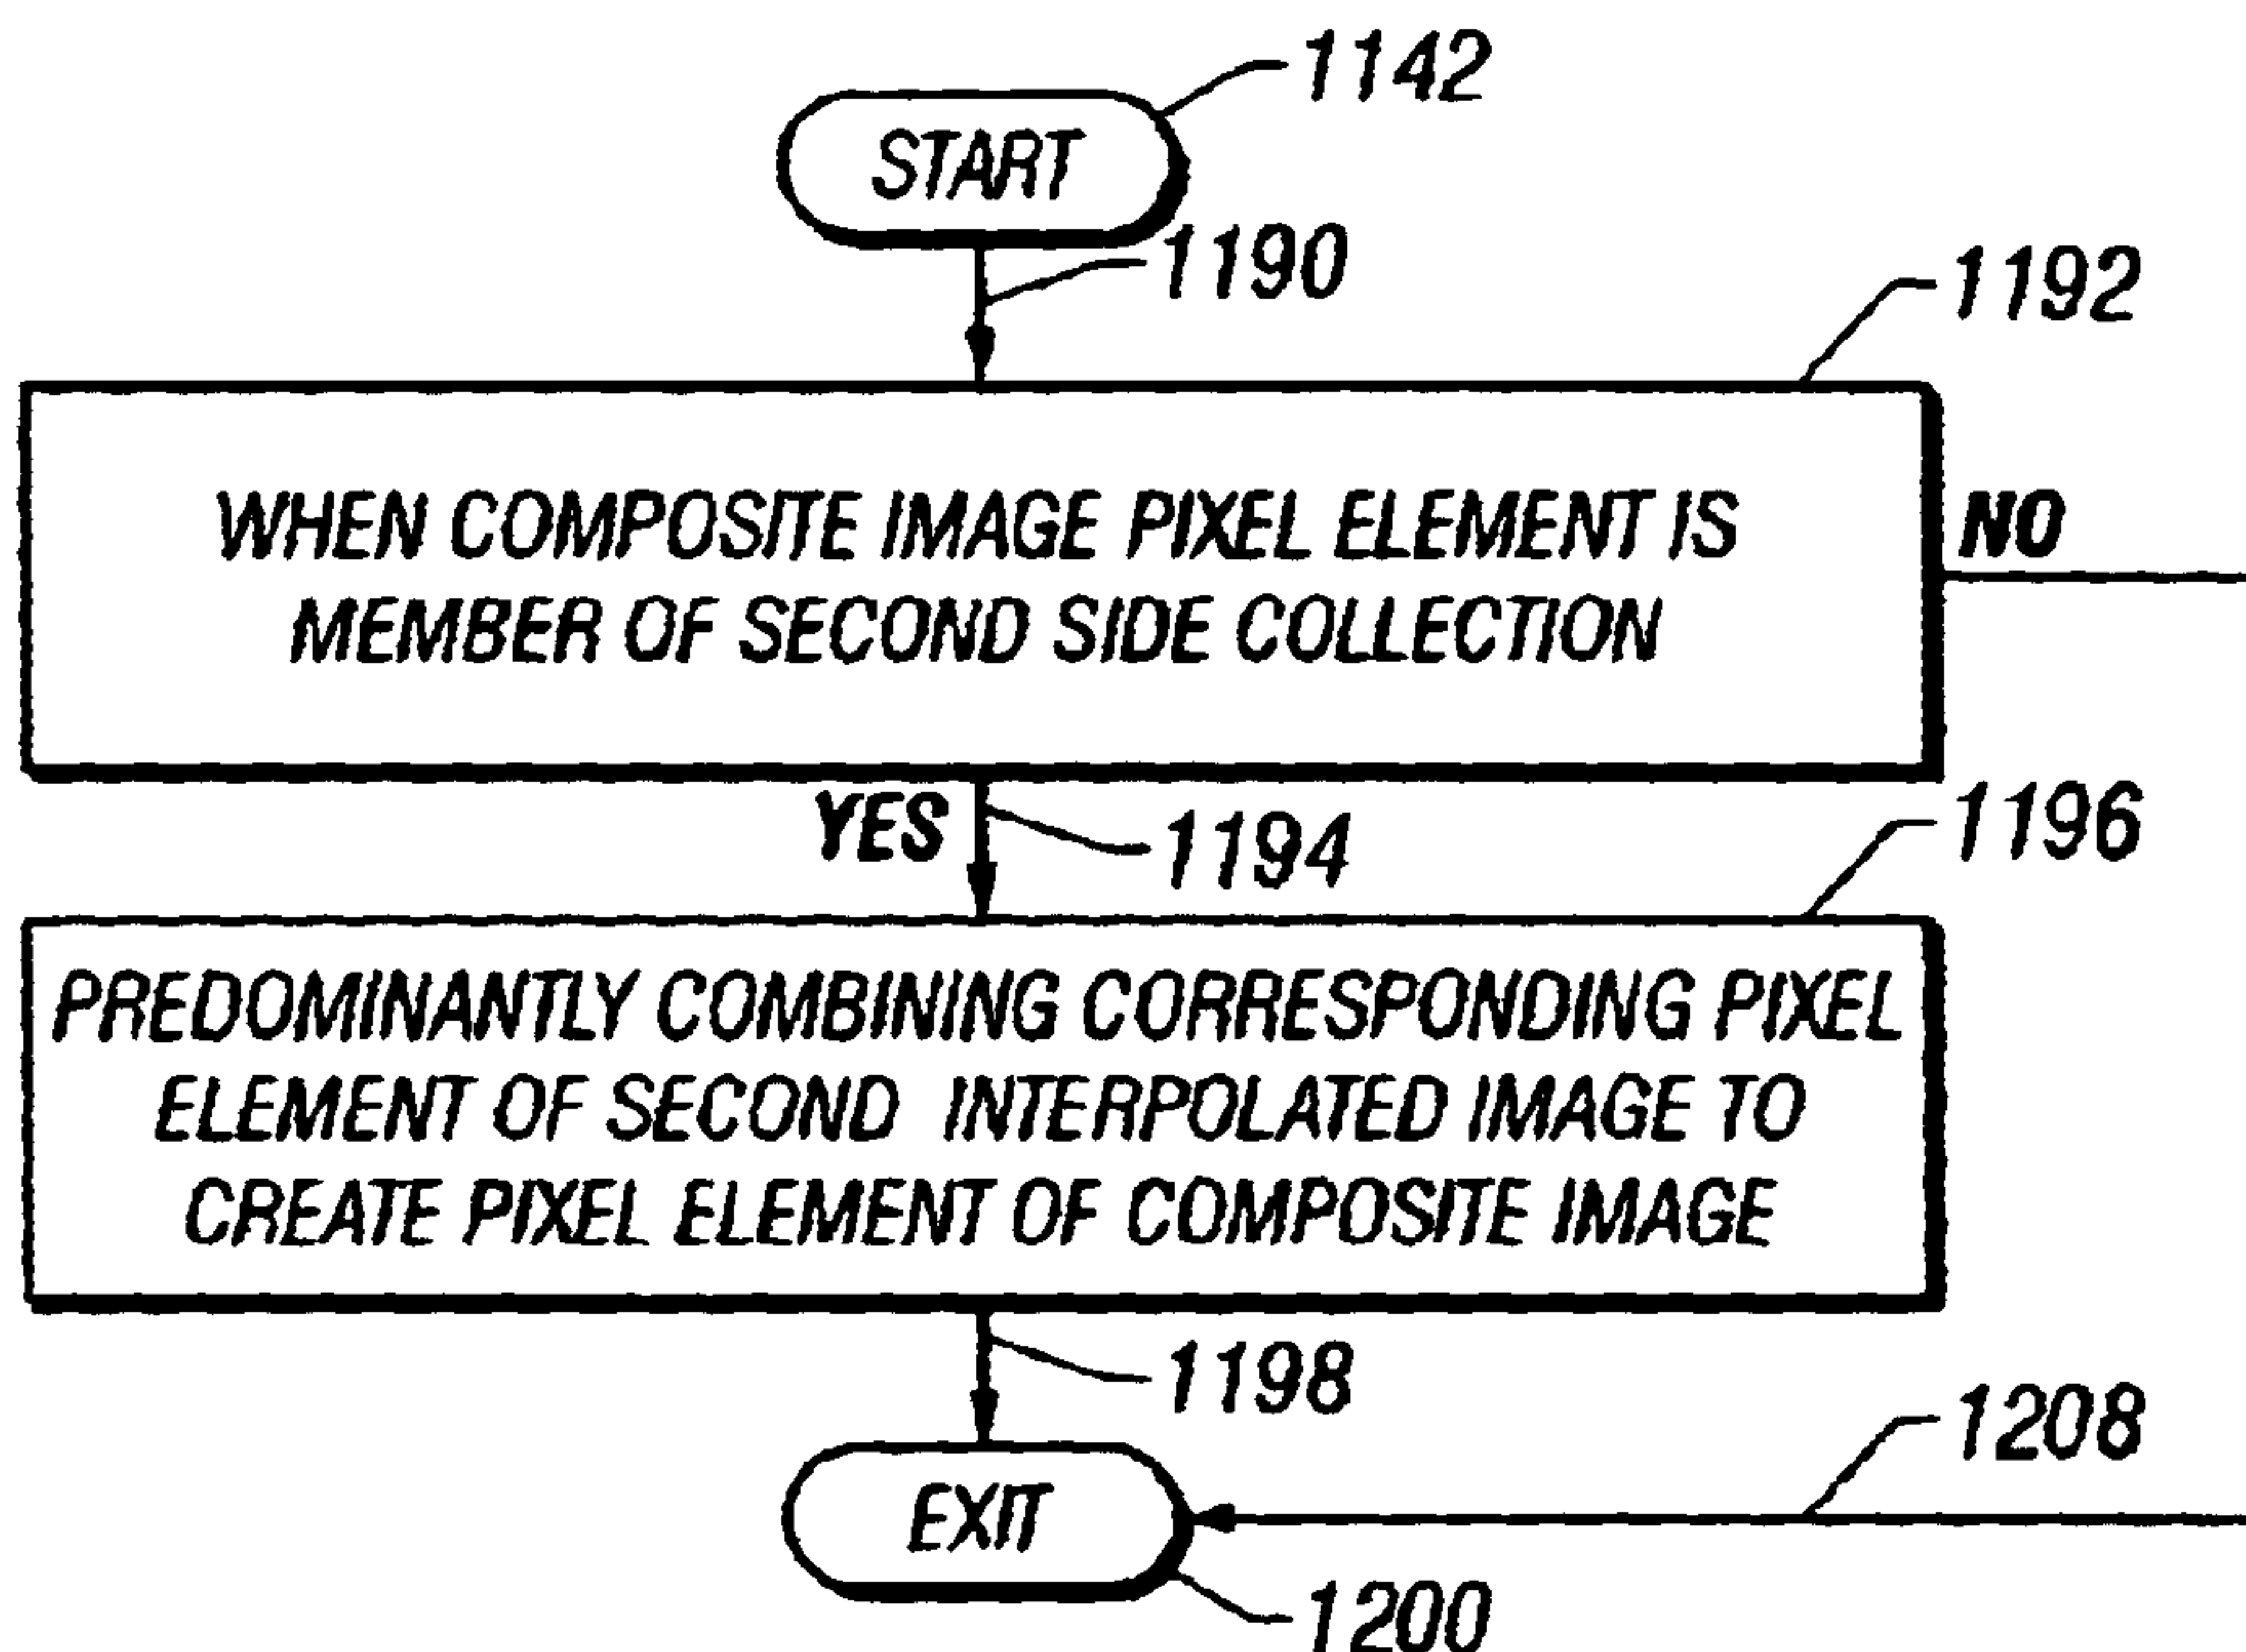 1142
START
1190
1192
WHEN COMPOSITE IMAGE PIXEL ELEMENT IS
MEMBER OF SECOND SIDE COLLECTION
NO
YES
1194
1196
PREDOMINANTLY COMBINING CORRESPONDING PIXEL
ELEMENT OF SECOND INTERPOLATED IMAGE TO
CREATE PIXEL ELEMENT OF COMPOSITE IMAGE
1198
1208
EXIT
1200